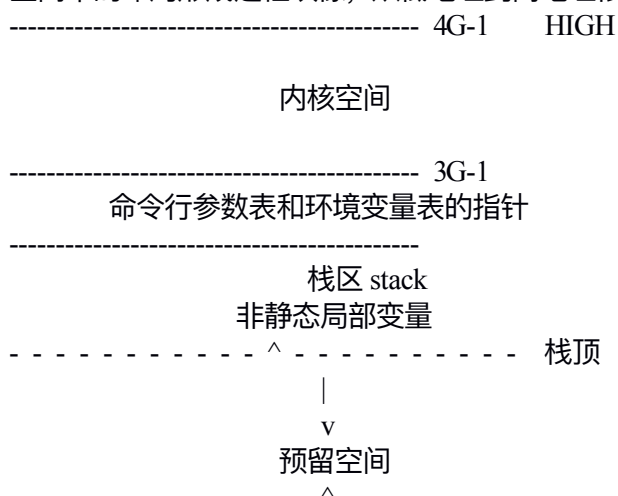 -------------------------------------------- 4G-1 HIGH
内核空间
-------------------------------------------- 3G-1
命令行参数表和环境变量表的指针
--------------------------------------------
栈区 stack
非静态局部变量
- - - - - - - - - - - ^ - - - - - - - - - - 栈顶
|
v
预留空间
^